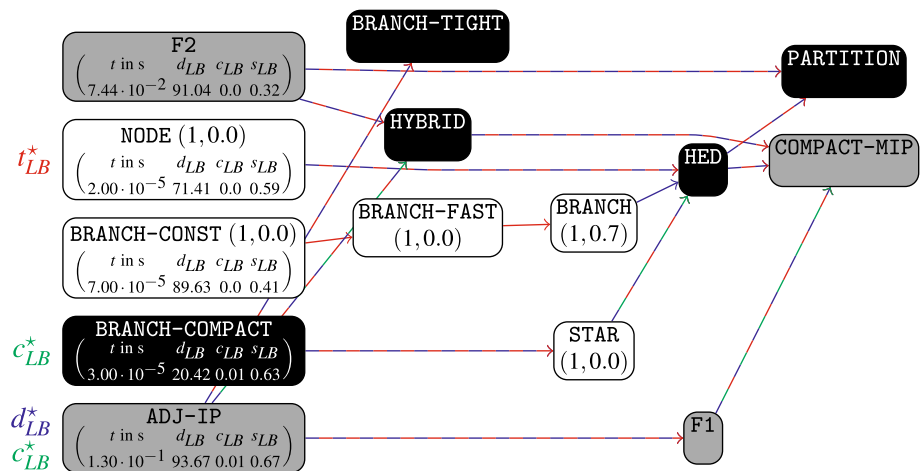 BRANCH-TIGHT
F2
t in s d_LB c_LB s_LB
7.44·10⁻² 91.04 0.0 0.32
PARTITION
HYBRID
NODE (1, 0.0)
t in s d_LB c_LB s_LB
2.00·10⁻⁵ 71.41 0.0 0.59
t*_LB
COMPACT-MIP
HED
BRANCH-FAST
(1, 0.0)
BRANCH
(1, 0.7)
BRANCH-CONST (1, 0.0)
t in s d_LB c_LB s_LB
7.00·10⁻⁵ 89.63 0.0 0.41
BRANCH-COMPACT
t in s d_LB c_LB s_LB
3.00·10⁻⁵ 20.42 0.01 0.63
c*_LB
STAR
(1, 0.0)
d*_LB
c*_LB
ADJ-IP
t in s d_LB c_LB s_LB
1.30·10⁻¹ 93.67 0.01 0.67
F1